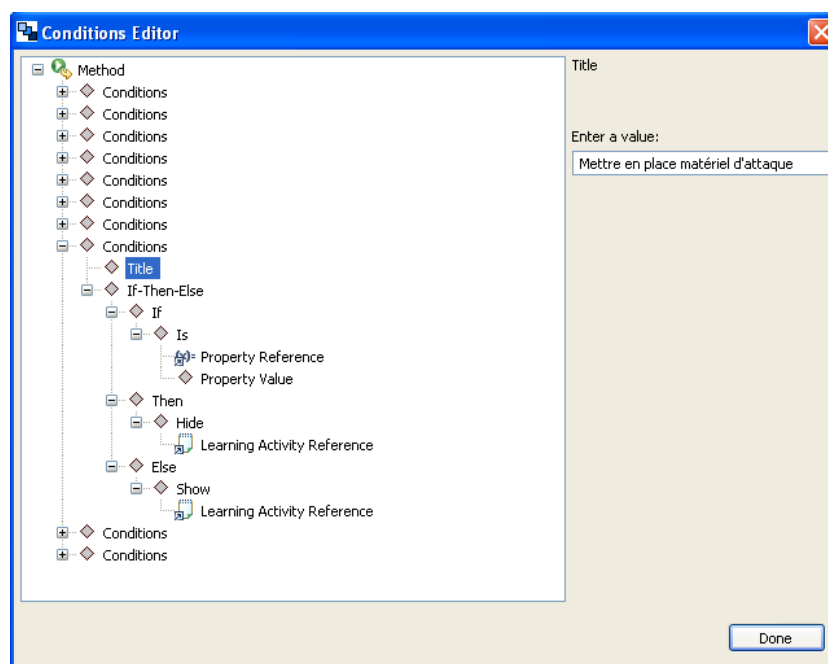 Conditions Editor
Method
Conditions
Conditions
Conditions
Conditions
Conditions
Conditions
Conditions
Conditions
Title
If-Then-Else
If
Is
Property Reference
Property Value
Then
Hide
Learning Activity Reference
Else
Show
Learning Activity Reference
Conditions
Conditions
Title
Enter a value:
Mettre en place matériel d'attaque
Done